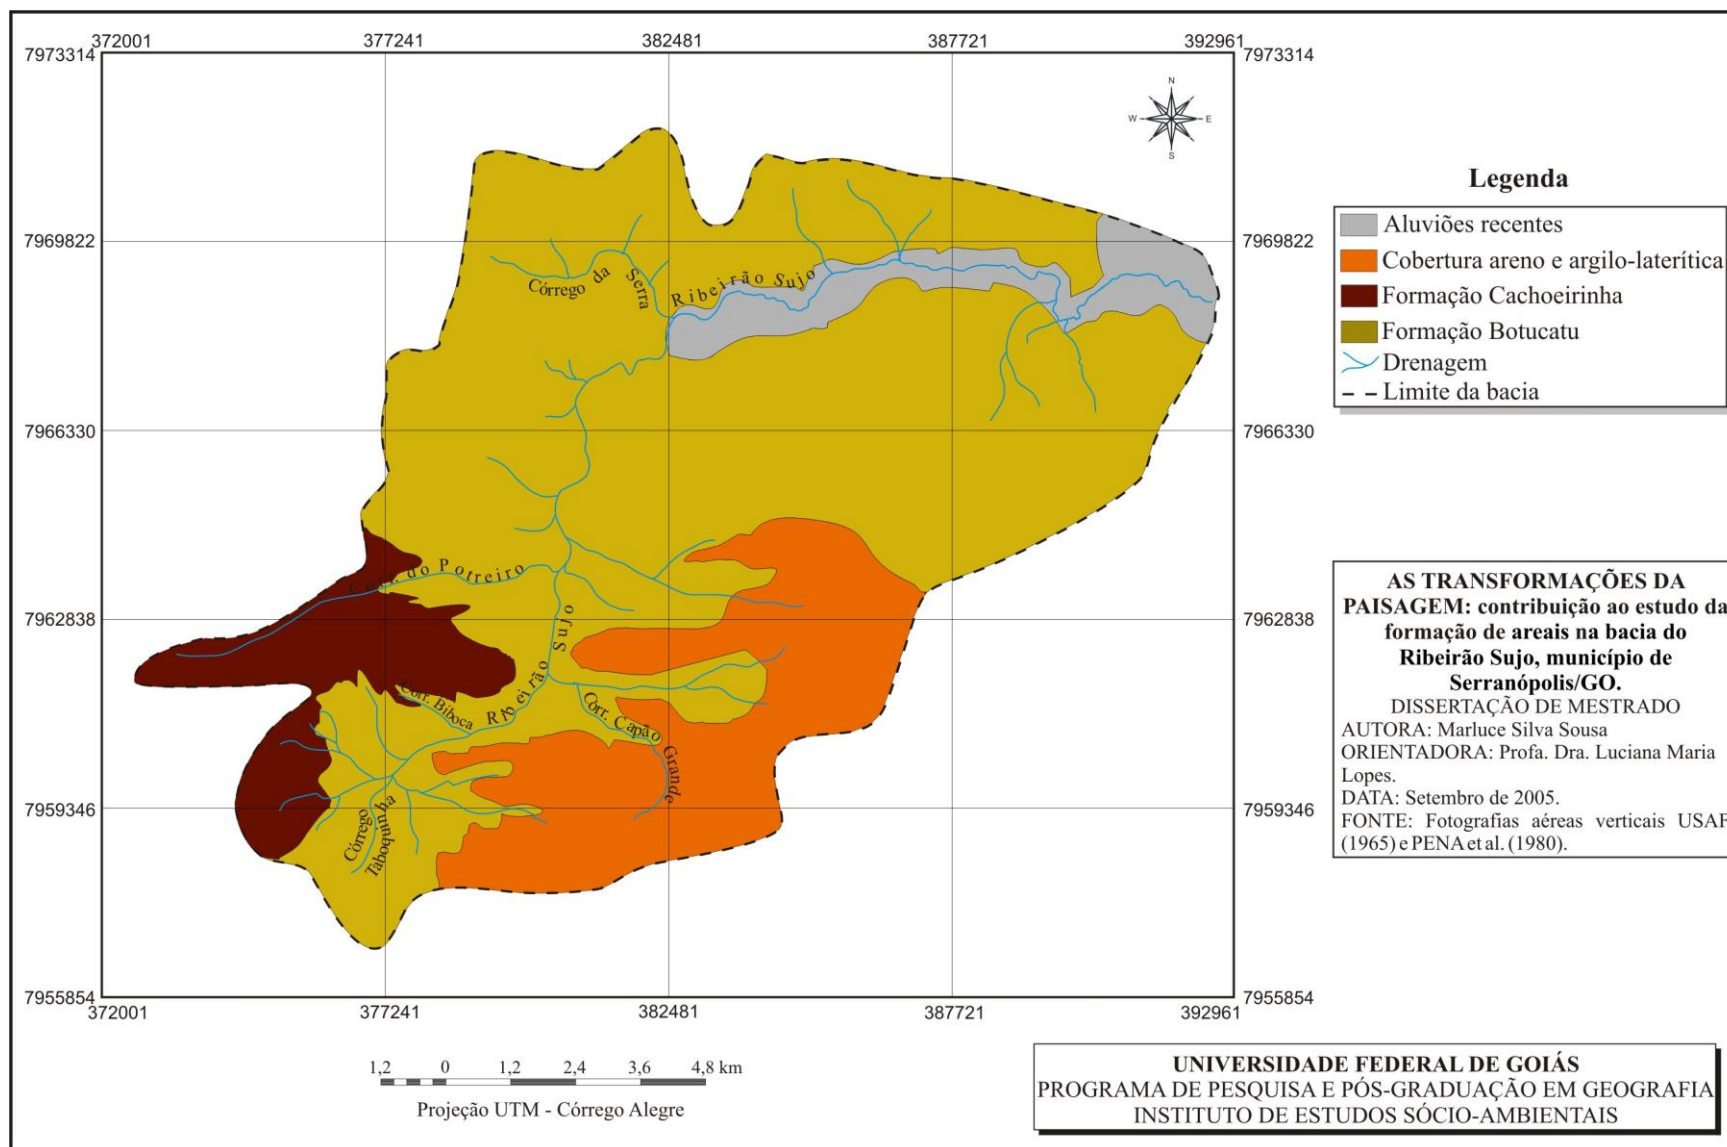 372001 377241 382481 387721 392961
7973314 7973314
N
W E
S
Legenda
Aluviões recentes
Cobertura areno e argilo-laterítica
Formação Cachoeirinha
Formação Botucatu
Drenagem
Limite da bacia
7969822 7969822
Córrego da Serra
Ribeirão Sujo
7966330 7966330
Corr. do Potreiro
7962838 7962838
Ribeirão Sujo
Corr. Biboca
Corr. Capão Grande
7959346 7959346
Córrego
Taboquinha
7955854 7955854
372001 377241 382481 387721 392961
AS TRANSFORMAÇÕES DA
PAISAGEM: contribuição ao estudo da
formação de areais na bacia do
Ribeirão Sujo, município de
Serranópolis/GO.
DISSERTAÇÃO DE MESTRADO
AUTORA: Marluce Silva Sousa
ORIENTADORA: Profa. Dra. Luciana Maria
Lopes.
DATA: Setembro de 2005.
FONTE: Fotografias aéreas verticais USAF
(1965) e PENA et al. (1980).
1,2 0 1,2 2,4 3,6 4,8 km
Projeção UTM - Córrego Alegre
UNIVERSIDADE FEDERAL DE GOIÁS
PROGRAMA DE PESQUISA E PÓS-GRADUAÇÃO EM GEOGRAFIA
INSTITUTO DE ESTUDOS SÓCIO-AMBIENTAIS